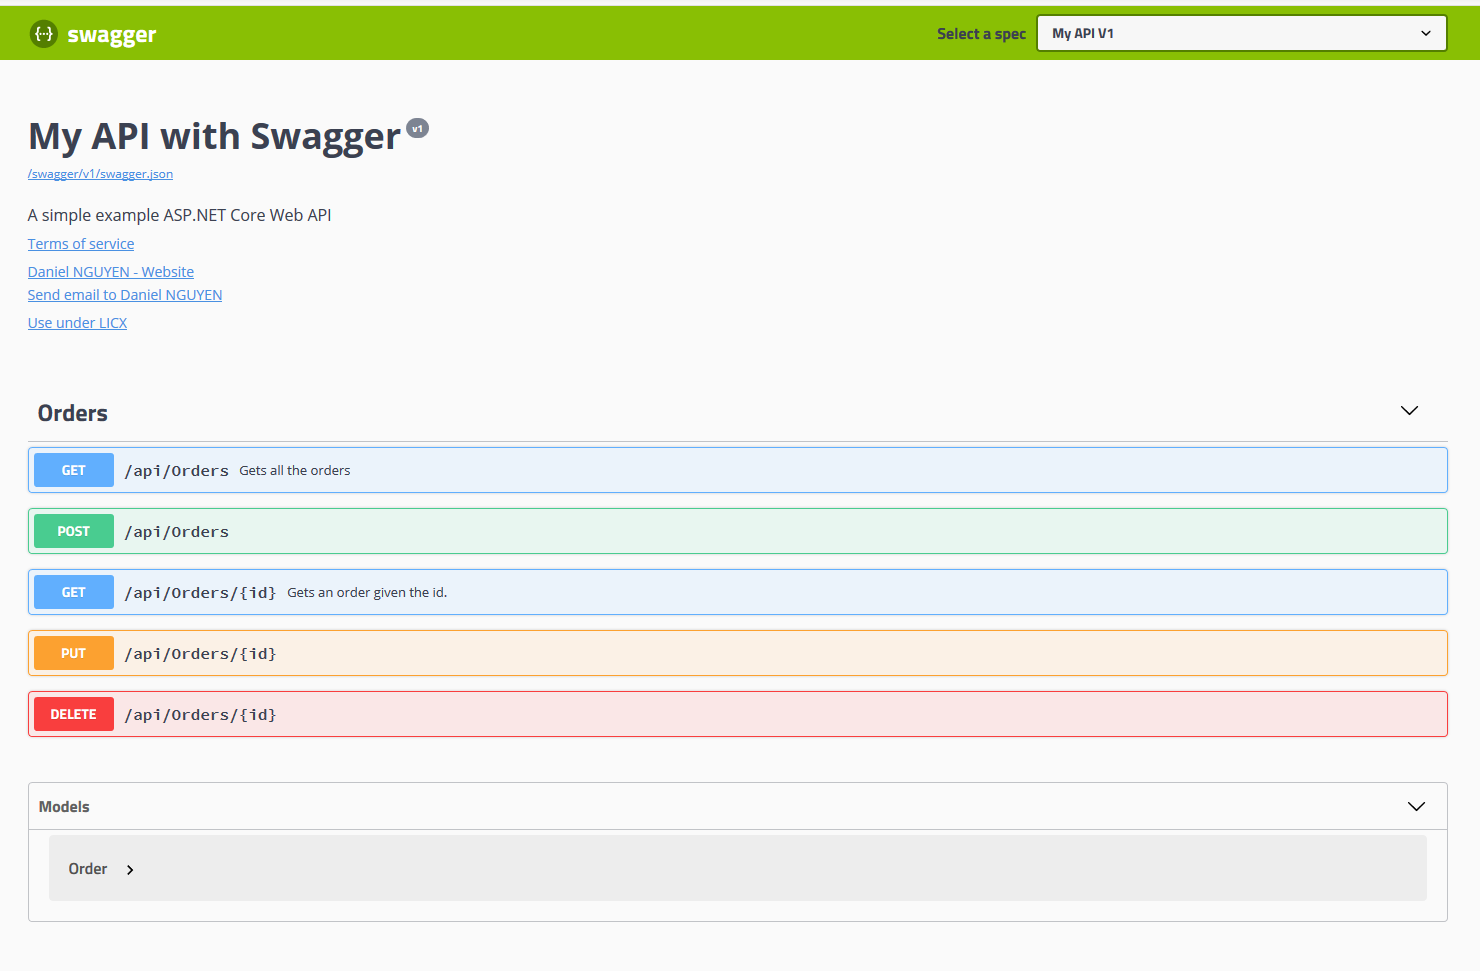 {···} swagger
Select a spec My API V1
My API with Swagger v1
/swagger/v1/swagger.json
A simple example ASP.NET Core Web API
Terms of service
Daniel NGUYEN - Website
Send email to Daniel NGUYEN
Use under LICX
Orders
GET /api/Orders Gets all the orders
POST /api/Orders
GET /api/Orders/{id} Gets an order given the id.
PUT /api/Orders/{id}
DELETE /api/Orders/{id}
Models
Order